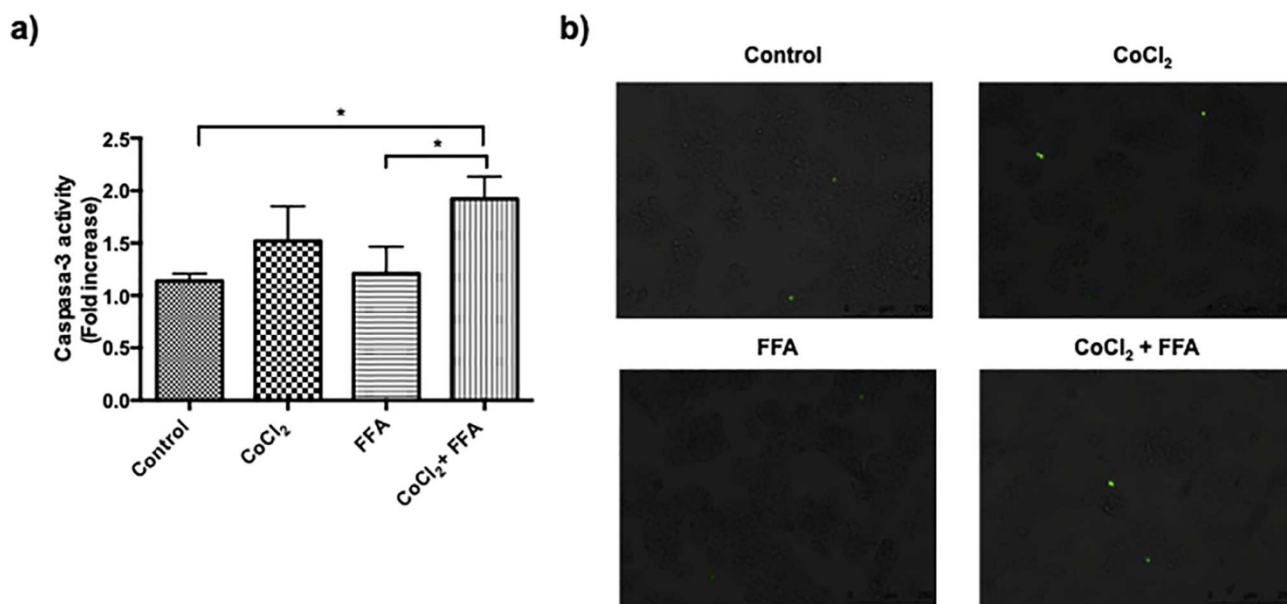 a)
Caspasa-3 activity
(Fold increase)
2.5
2.0
1.5
1.0
0.5
0.0
*
*
Control
CoCl₂
FFA
CoCl₂+ FFA
b)
Control
CoCl₂
FFA
CoCl₂ + FFA